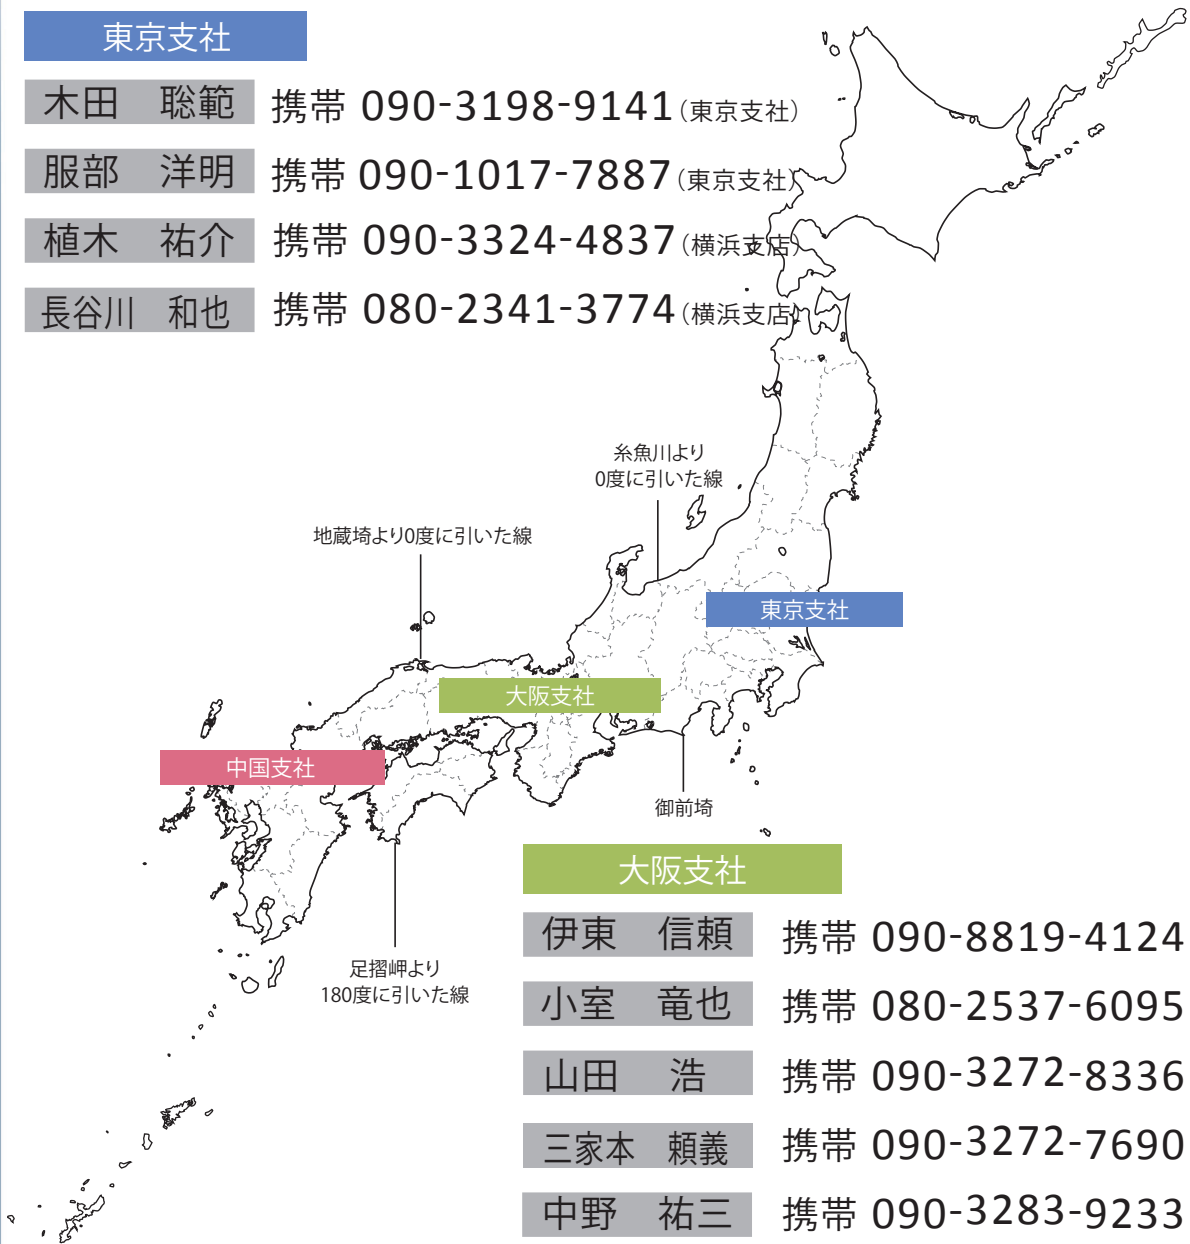 東京支社
木田　聡範 携帯 090-3198-9141(東京支社)
服部　洋明 携帯 090-1017-7887(東京支社)
植木　祐介 携帯 090-3324-4837(横浜支店)
長谷川　和也 携帯 080-2341-3774(横浜支店)
糸魚川より
0度に引いた線
地蔵埼より0度に引いた線
東京支社
大阪支社
中国支社
御前埼
足摺岬より
180度に引いた線
大阪支社
伊東　信頼 携帯 090-8819-4124
小室　竜也 携帯 080-2537-6095
山田　浩 携帯 090-3272-8336
三家本　頼義 携帯 090-3272-7690
中野　祐三 携帯 090-3283-9233